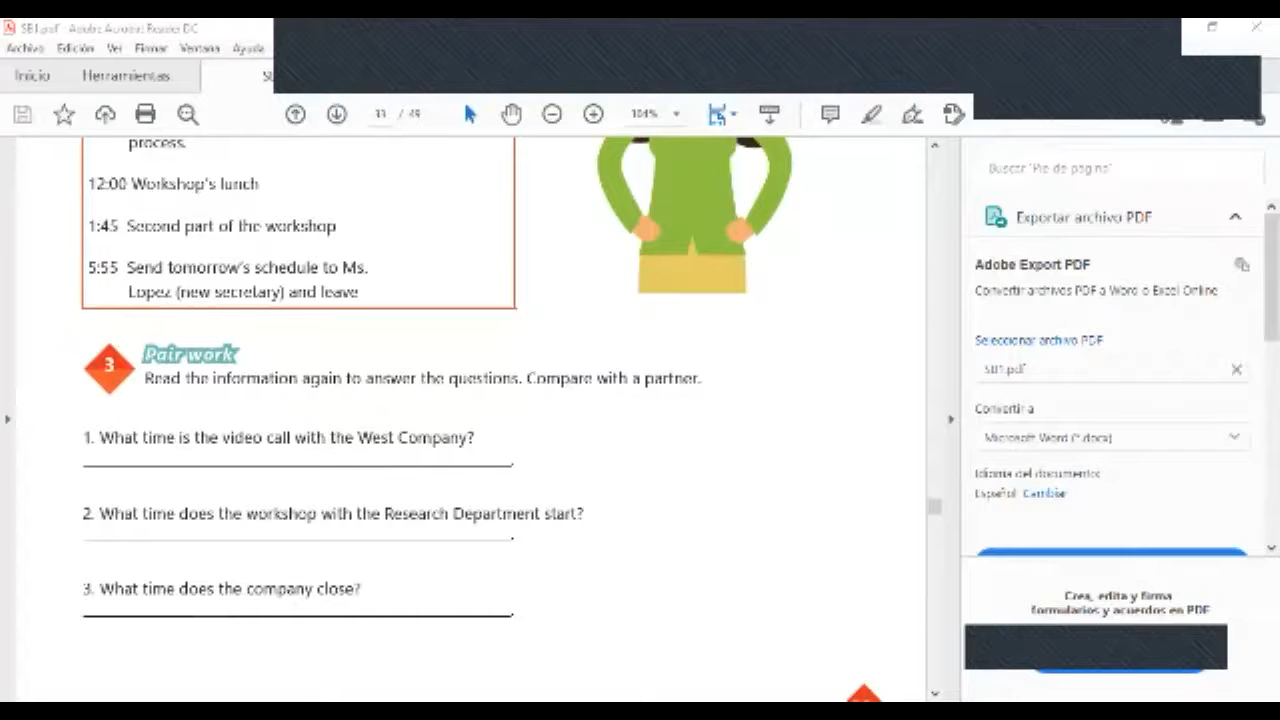 SB1.pdf - Adobe Acrobat Reader DC
Archivo Edición Ver Firmar Ventana Ayuda
Inicio Herramientas
33 / 49
104%
process.
12:00 Workshop's lunch
1:45 Second part of the workshop
5:55 Send tomorrow's schedule to Ms.
Lopez (new secretary) and leave
3
Pair work
Read the information again to answer the questions. Compare with a partner.
1. What time is the video call with the West Company?
2. What time does the workshop with the Research Department start?
3. What time does the company close?
Buscar 'Pie de página'
Exportar archivo PDF
Adobe Export PDF
Convertir archivos PDF a Word o Excel Online
Seleccionar archivo PDF
SB1.pdf
Convertir a
Microsoft Word (*.docx)
Idioma del documento:
Español Cambiar
Crea, edita y firma
formularios y acuerdos en PDF